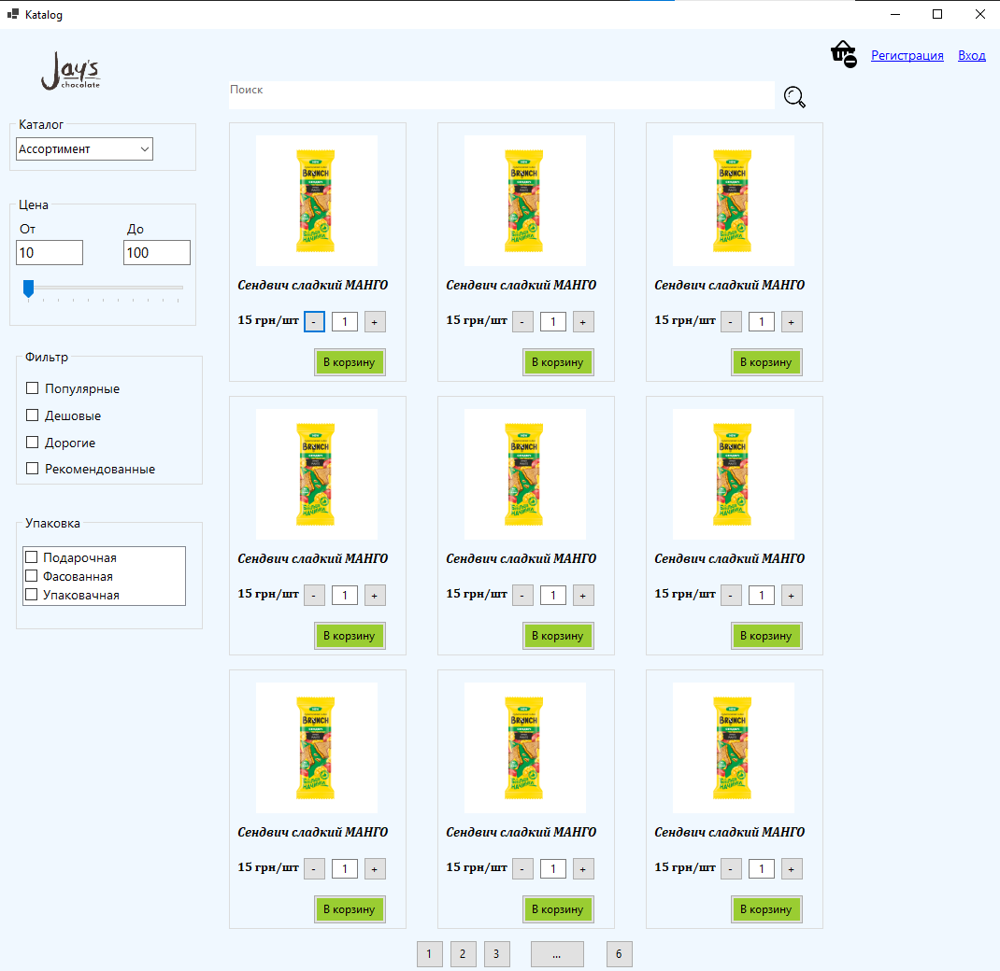 Katalog
Регистрация Вход
Jay's
chocolate
Поиск
Каталог
Ассортимент
Цена
От До
10 100
Фильтр
Популярные
Дешовые
Дорогие
Рекомендованные
Упаковка
Подарочная
Фасованная
Упаковачная
BRUNCH BRUNCH BRUNCH
Сендвич сладкий МАНГО Сендвич сладкий МАНГО Сендвич сладкий МАНГО
15 грн/шт - 1 + 15 грн/шт - 1 + 15 грн/шт - 1 +
В корзину В корзину В корзину
BRUNCH BRUNCH BRUNCH
Сендвич сладкий МАНГО Сендвич сладкий МАНГО Сендвич сладкий МАНГО
15 грн/шт - 1 + 15 грн/шт - 1 + 15 грн/шт - 1 +
В корзину В корзину В корзину
BRUNCH BRUNCH BRUNCH
Сендвич сладкий МАНГО Сендвич сладкий МАНГО Сендвич сладкий МАНГО
15 грн/шт - 1 + 15 грн/шт - 1 + 15 грн/шт - 1 +
В корзину В корзину В корзину
1 2 3 ... 6